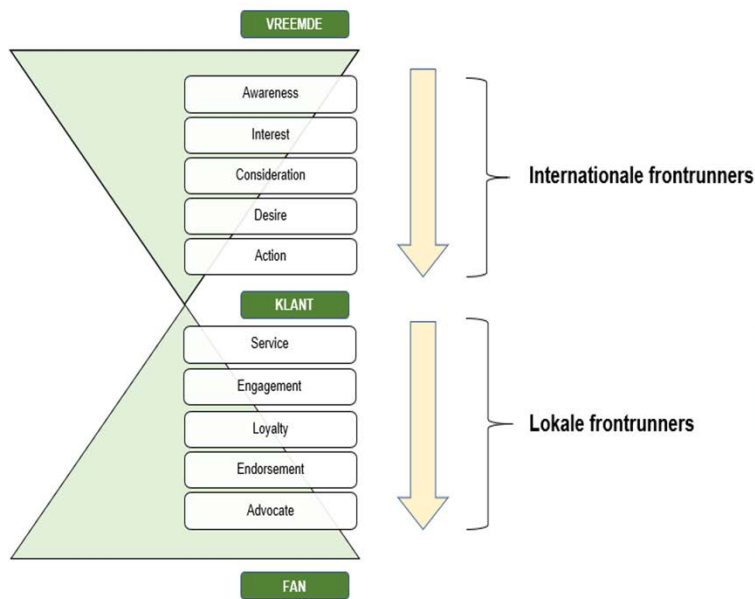 VREEMDE
Awareness
Interest
Consideration
Desire
Action
Internationale frontrunners
KLANT
Service
Engagement
Loyalty
Endorsement
Advocate
Lokale frontrunners
FAN